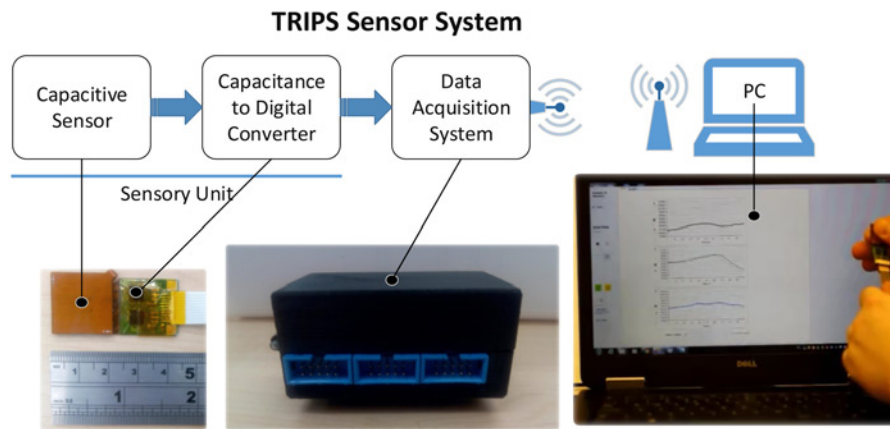 TRIPS Sensor System
Capacitive
Sensor
Capacitance
to Digital
Converter
Data
Acquisition
System
PC
Sensory Unit
1 2 3 4 5
1 2
DELL